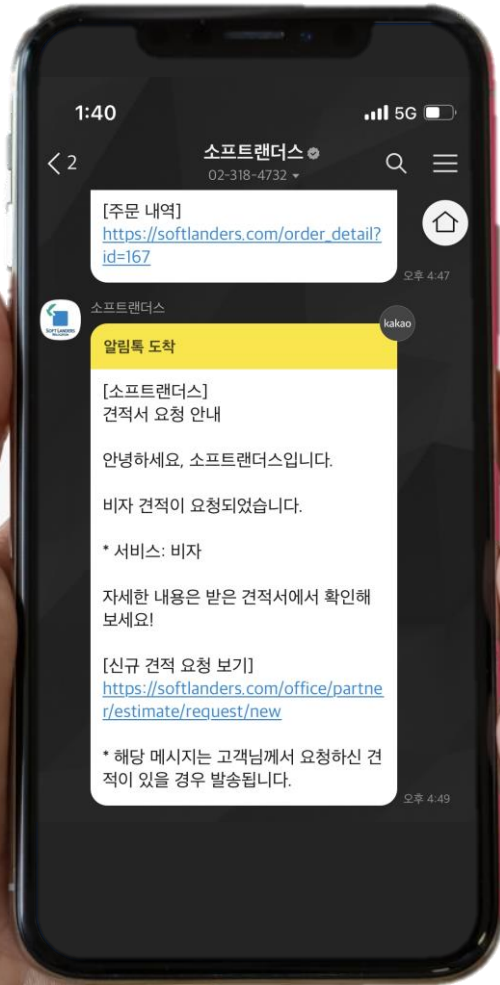 1:40
5G
2
소프트랜더스
02-318-4732
[주문 내역]
https://softlanders.com/order_detail?
id=167
오후 4:47
소프트랜더스
kakao
알림톡 도착
[소프트랜더스]
견적서 요청 안내
안녕하세요, 소프트랜더스입니다.
비자 견적이 요청되었습니다.
* 서비스: 비자
자세한 내용은 받은 견적서에서 확인해
보세요!
[신규 견적 요청 보기]
https://softlanders.com/office/partne
r/estimate/request/new
* 해당 메시지는 고객님께서 요청하신 견
적이 있을 경우 발송됩니다.
오후 4:49